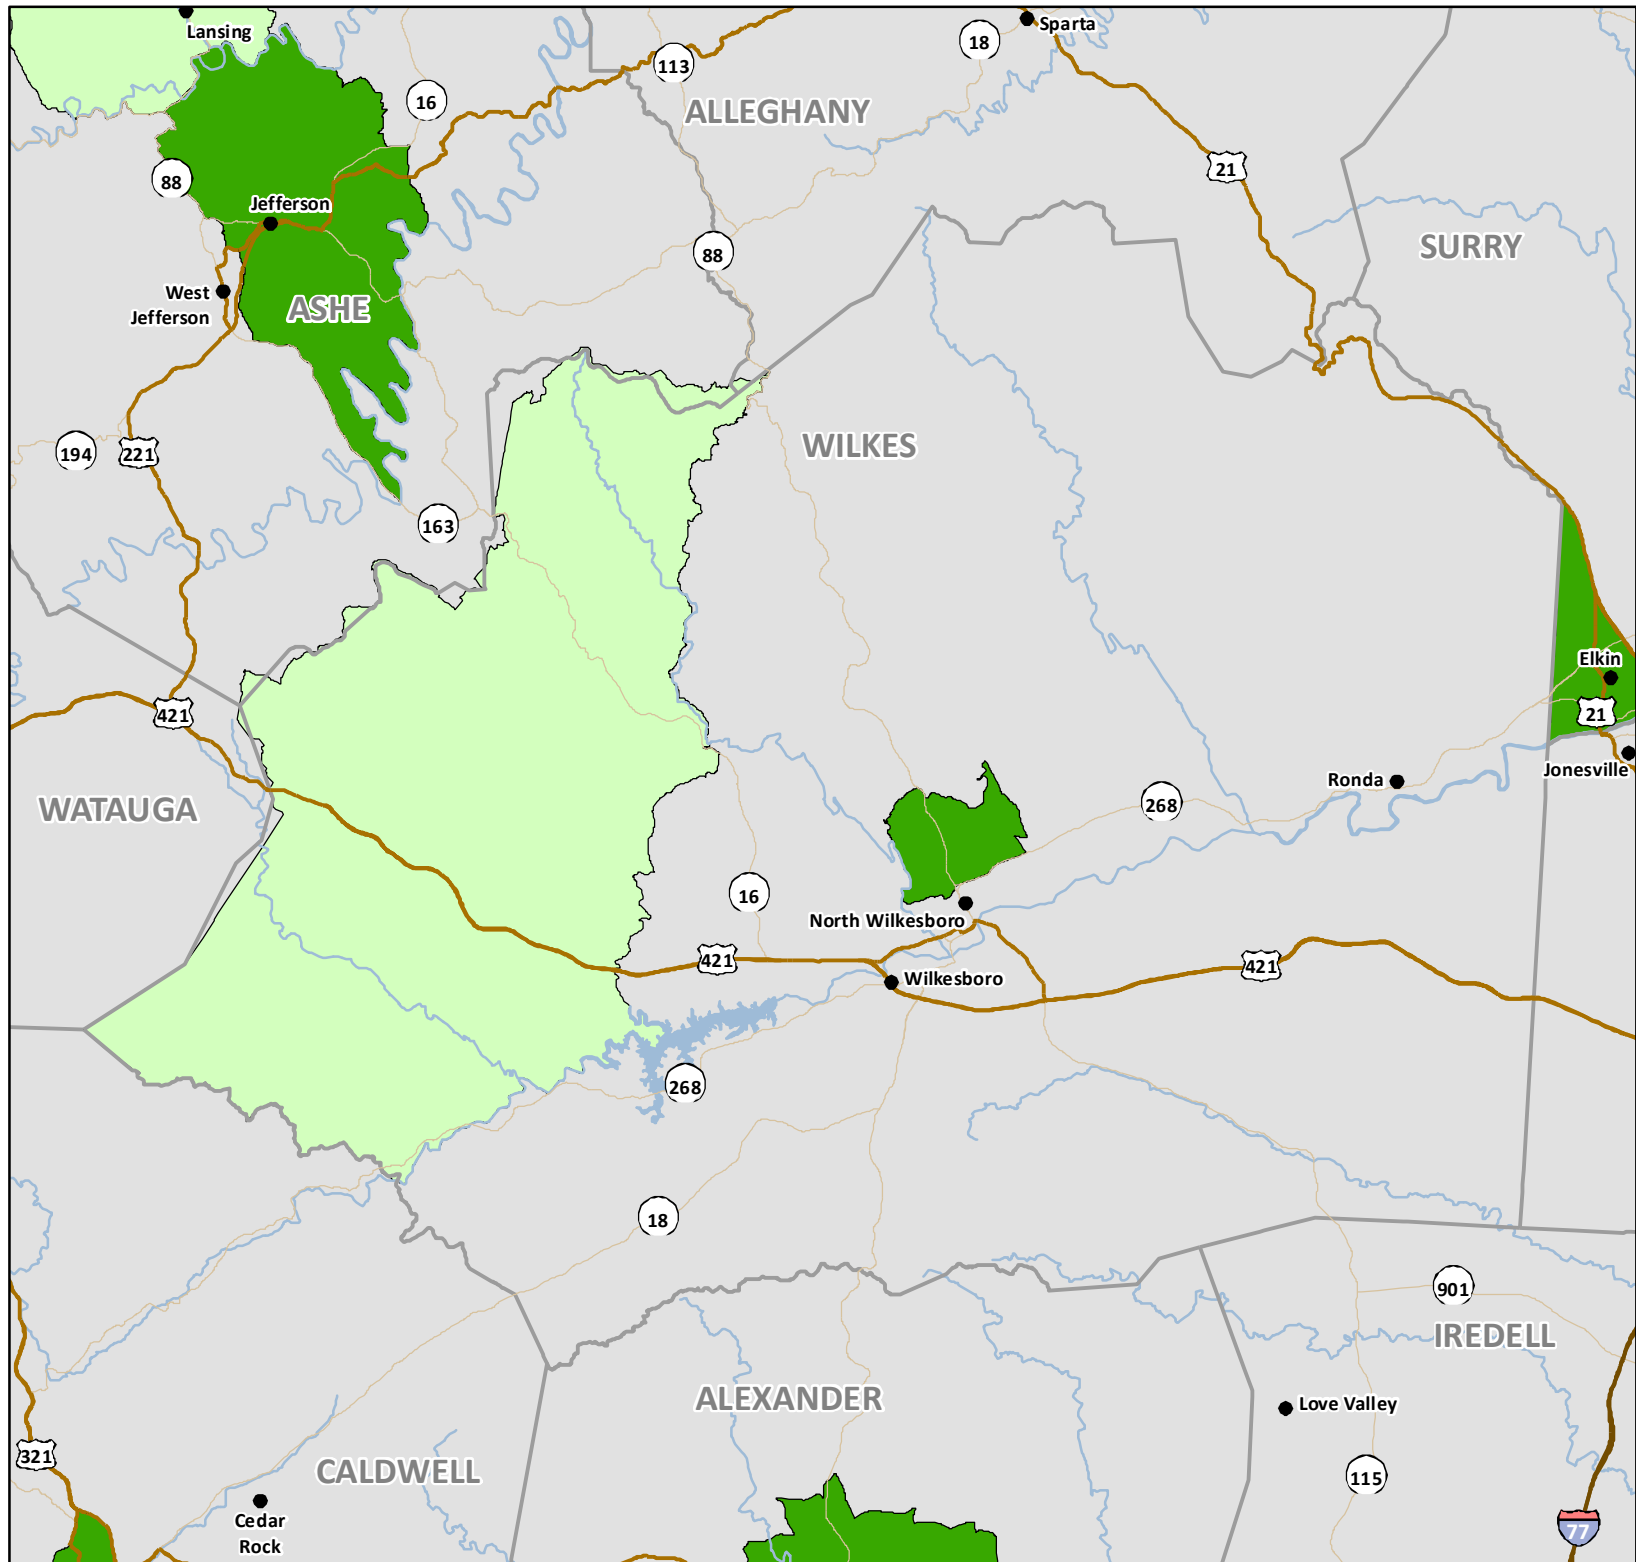 Lansing
Sparta
18
113
16
ALLEGHANY
21
88
Jefferson
SURRY
88
West
Jefferson
ASHE
WILKES
194
221
163
Elkin
421
21
Jonesville
Ronda
WATAUGA
268
16
North Wilkesboro
421
421
Wilkesboro
268
18
901
IREDELL
ALEXANDER
Love Valley
321
CALDWELL
115
Cedar
Rock
77